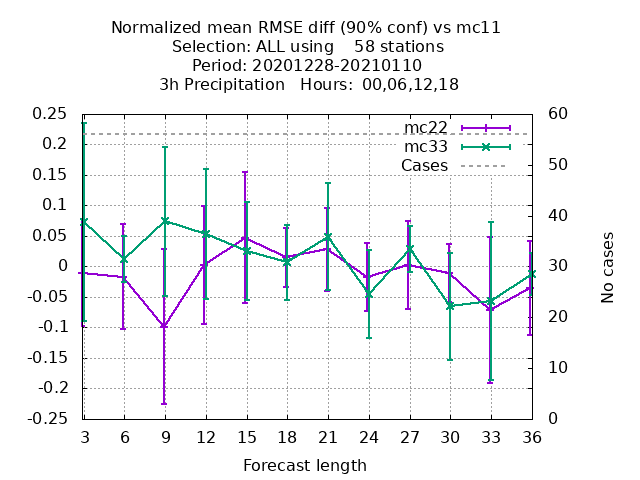 Normalized mean RMSE diff (90% conf) vs mc11
Selection: ALL using    58 stations
Period: 20201228-20210110
3h Precipitation   Hours:  00,06,12,18
0.25
0.2
0.15
0.1
0.05
0
-0.05
-0.1
-0.15
-0.2
-0.25
mc22
mc33
Cases
60
50
40
30
20
10
0
No cases
3 6 9 12 15 18 21 24 27 30 33 36
Forecast length